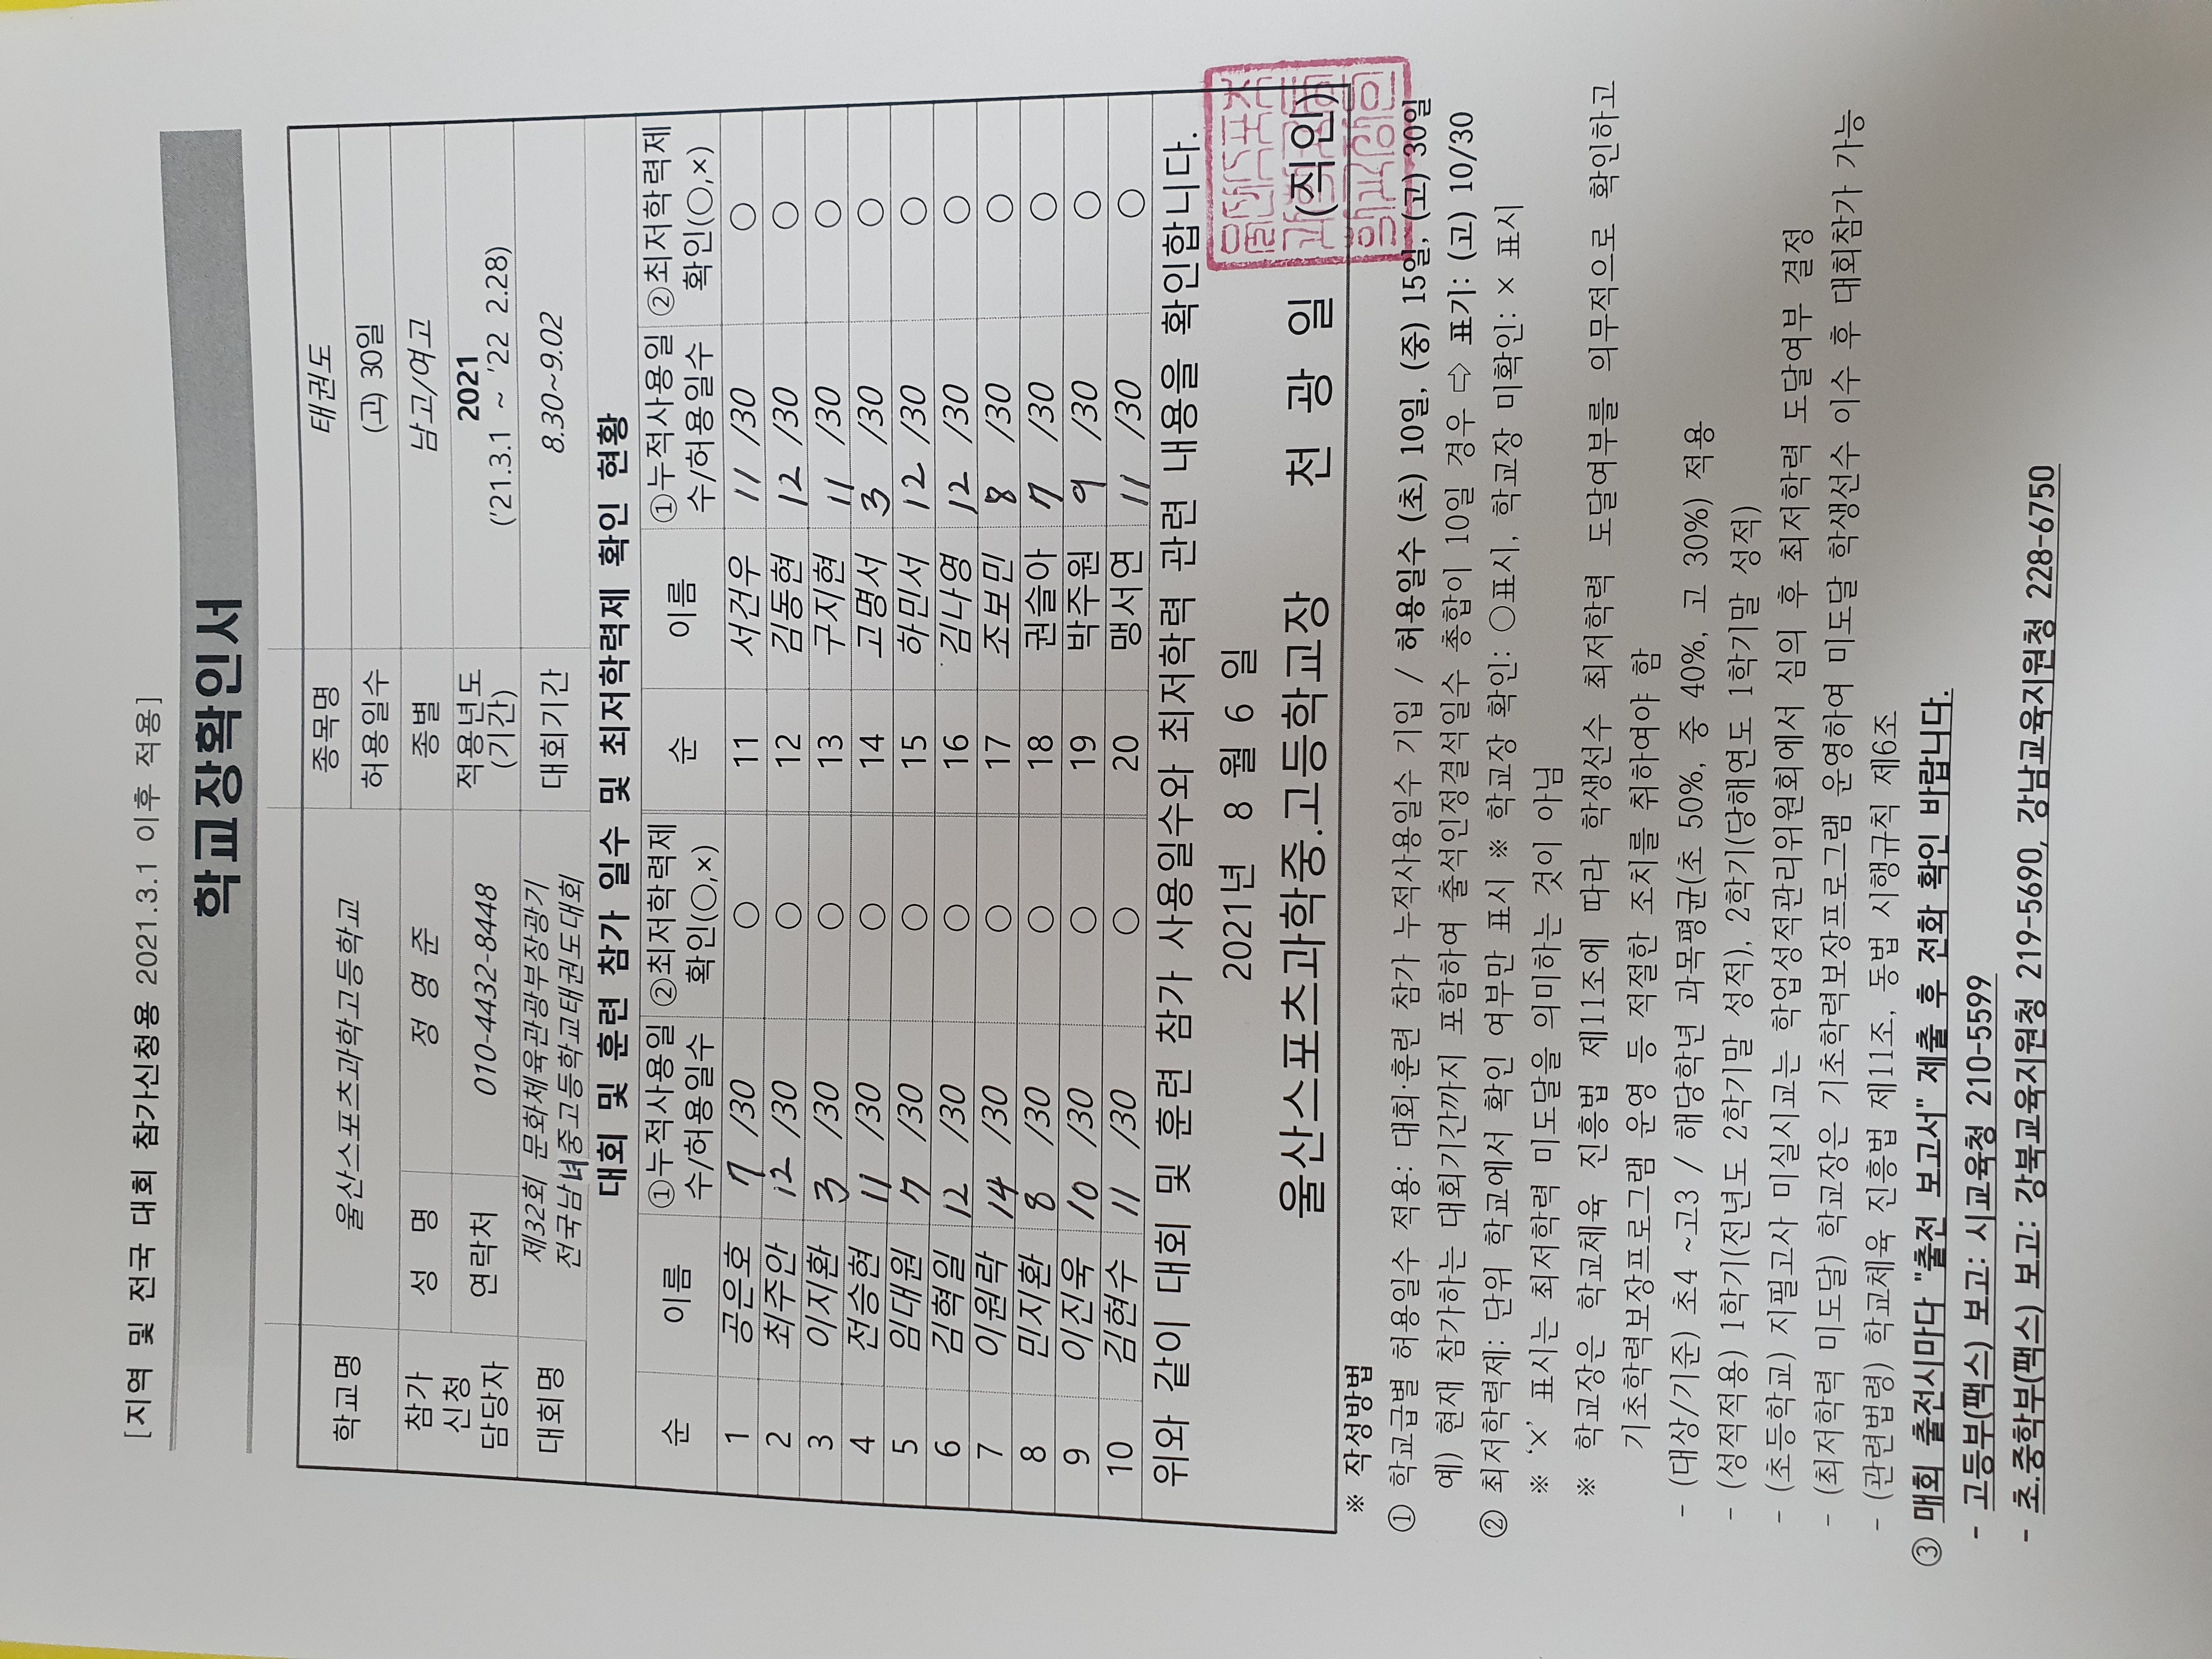 [지역 및 전국 대회 참가신청용 2021.3.1 이후 적용]
학교장확인서
학교명 울산스포츠과학고등학교 종목명 태권도
허용일수 (고) 30일
참가 신청 담당자 성 명 정 영 준 종별 남고/여고
연락처 010-4432-8448 적용년도 (기간) 2021 ('21.3.1 ~ '22 2.28)
대회명 제32회 문화체육관광부장관기 전국남녀중고등학교태권도대회 대회기간 8.30~9.02
대회 및 훈련 참가 일수 및 최저학력제 확인 현황
순 이름 ①누적사용일수/허용일수 ②최저학력제 확인(○,×) 순 이름 ①누적사용일수/허용일수 ②최저학력제 확인(○,×)
1 공은호 7 /30 ○ 11 서건우 11 /30 ○
2 최주안 12 /30 ○ 12 김동현 12 /30 ○
3 이지환 3 /30 ○ 13 구지현 11 /30 ○
4 전승현 11 /30 ○ 14 고명서 3 /30 ○
5 임대원 7 /30 ○ 15 하민서 12 /30 ○
6 김혁일 12 /30 ○ 16 김나영 12 /30 ○
7 이원락 14 /30 ○ 17 조보민 8 /30 ○
8 민지환 8 /30 ○ 18 권슬아 7 /30 ○
9 이진욱 10 /30 ○ 19 박주원 9 /30 ○
10 김현수 11 /30 ○ 20 맹서연 11 /30 ○
위와 같이 대회 및 훈련 참가 사용일수와 최저학력 관련 내용을 확인합니다.
2021년 8 월 6 일
울산스포츠과학중.고등학교장 천 광 일 (직인)
울산스포츠
과학고등
학교장인
※ 작성방법
① 학교급별 허용일수 적용: 대회·훈련 참가 누적사용일수 기입 / 허용일수 (초) 10일, (중) 15일, (고) 30일
예) 현재 참가하는 대회기간까지 포함하여 출석인정결석일수 총합이 10일 경우 ⇨ 표기: (고) 10/30
② 최저학력제: 단위 학교에서 확인 여부만 표시 ※ 학교장 확인: ○표시, 학교장 미확인: × 표시
※ '×' 표시는 최저학력 미도달을 의미하는 것이 아님
※ 학교장은 학교체육 진흥법 제11조에 따라 학생선수 최저학력 도달여부를 의무적으로 확인하고
기초학력보장프로그램 운영 등 적절한 조치를 취하여야 함
- (대상/기준) 초4 ~고3 / 해당학년 과목평균(초 50%, 중 40%, 고 30%) 적용
- (성적적용) 1학기(전년도 2학기말 성적), 2학기(당해연도 1학기말 성적)
- (초등학교) 지필고사 미실시교는 학업성적관리위원회에서 심의 후 최저학력 도달여부 결정
- (최저학력 미도달) 학교장은 기초학력보장프로그램 운영하여 미도달 학생선수 이수 후 대회참가 가능
- (관련법령) 학교체육 진흥법 제11조, 동법 시행규칙 제6조
③ 매회 출전시마다 "출전 보고서" 제출 후 전화 확인 바랍니다.
- 고등부(팩스) 보고: 시교육청 210-5599
- 초.중학부(팩스) 보고: 강북교육지원청 219-5690, 강남교육지원청 228-6750